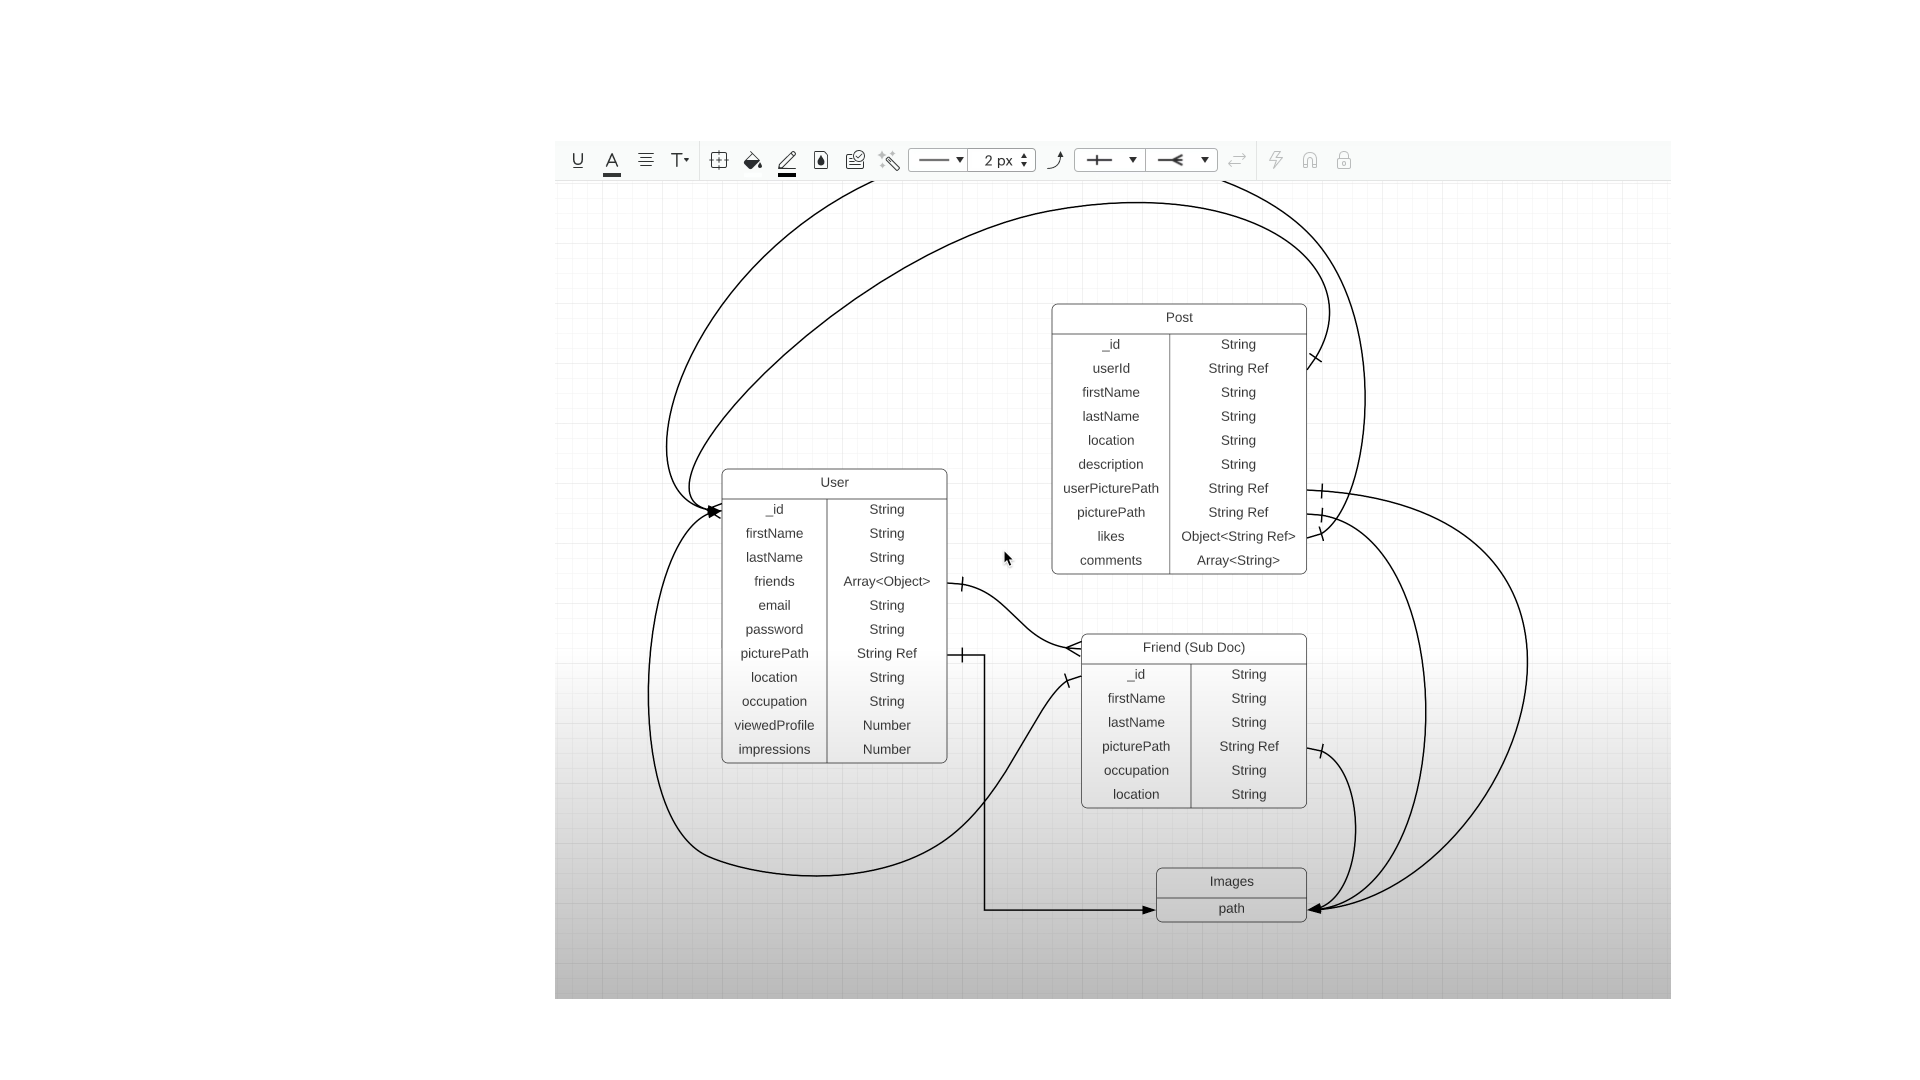 U A T 2 px
Post
_id String
userId String Ref
firstName String
lastName String
location String
description String
userPicturePath String Ref
picturePath String Ref
likes Object<String Ref>
comments Array<String>
User
_id String
firstName String
lastName String
friends Array<Object>
email String
password String
picturePath String Ref
location String
occupation String
viewedProfile Number
impressions Number
Friend (Sub Doc)
_id String
firstName String
lastName String
picturePath String Ref
occupation String
location String
Images
path